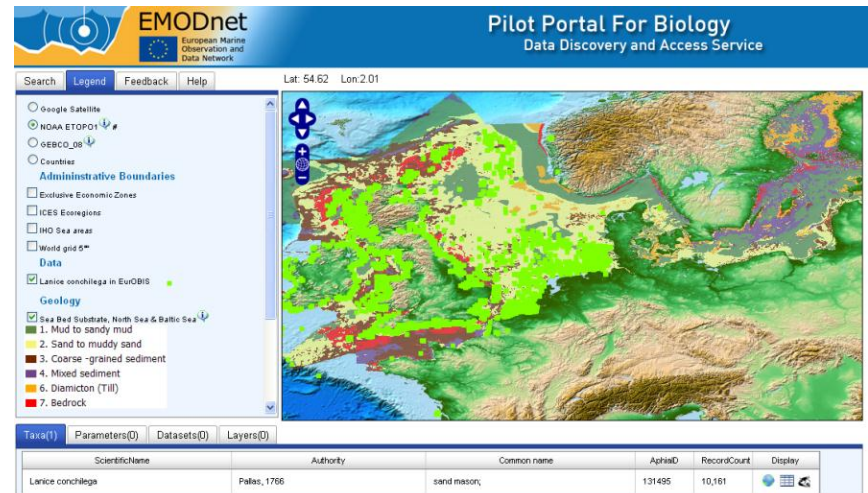 EMODnet
European Marine
Observation and
Data Network
Pilot Portal For Biology
Data Discovery and Access Service
Search Legend Feedback Help
Lat: 54.62 Lon:2.01
Google Satellite
NOAA ETOPO1 #
GEBCO_08
Countries
Admininstrative Boundaries
Exclusive Economic Zones
ICES Ecoregions
IHO Sea areas
World grid 5°
Data
Lanice conchilega in EurOBIS
Geology
Sea Bed Substrate, North Sea & Baltic Sea
1. Mud to sandy mud
2. Sand to muddy sand
3. Coarse -grained sediment
4. Mixed sediment
6. Diamicton (Till)
7. Bedrock
Taxa(1) Parameters(0) Datasets(0) Layers(0)
ScientificName Authority Common name AphiaID RecordCount Display
Lanice conchilega Pallas, 1766 sand mason; 131495 10,161